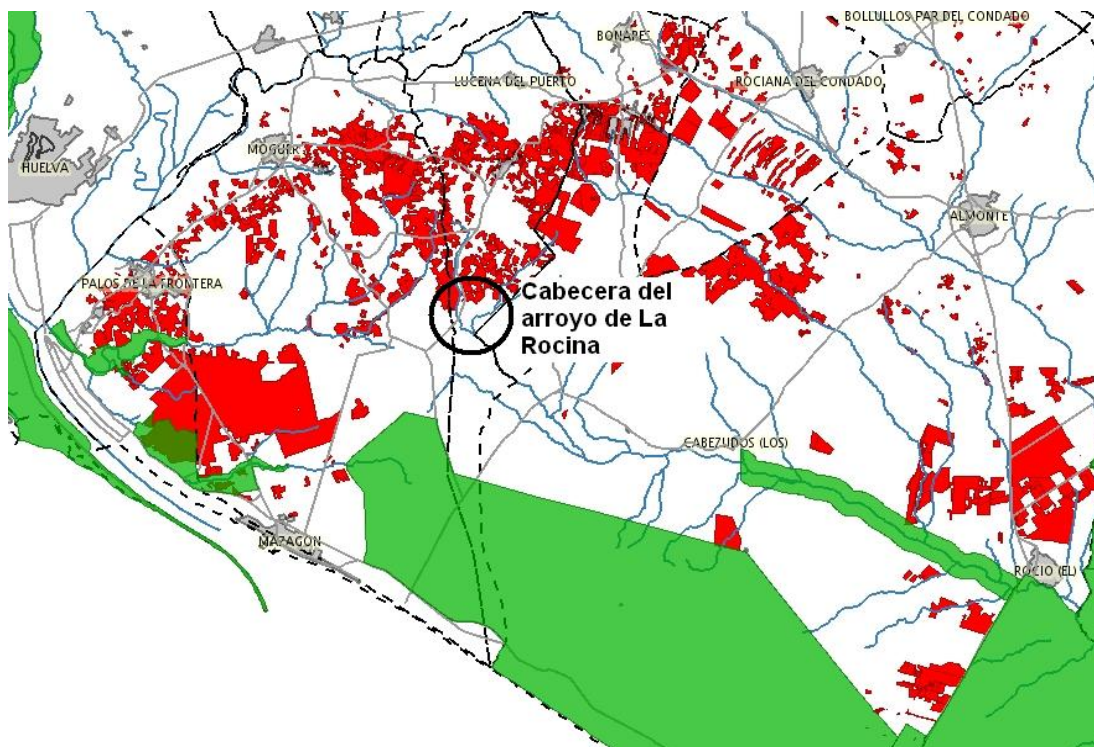 BOLLULLOS PAR DEL CONDADO
BONARES
LUCENA DEL PUERTO
ROCIANA DEL CONDADO
MOGUER
HUELVA
ALMONTE
PALOS DE LA FRONTERA
Cabecera del
arroyo de La
Rocina
CABEZUDOS (LOS)
MAZAGON
ROCIO (EL)